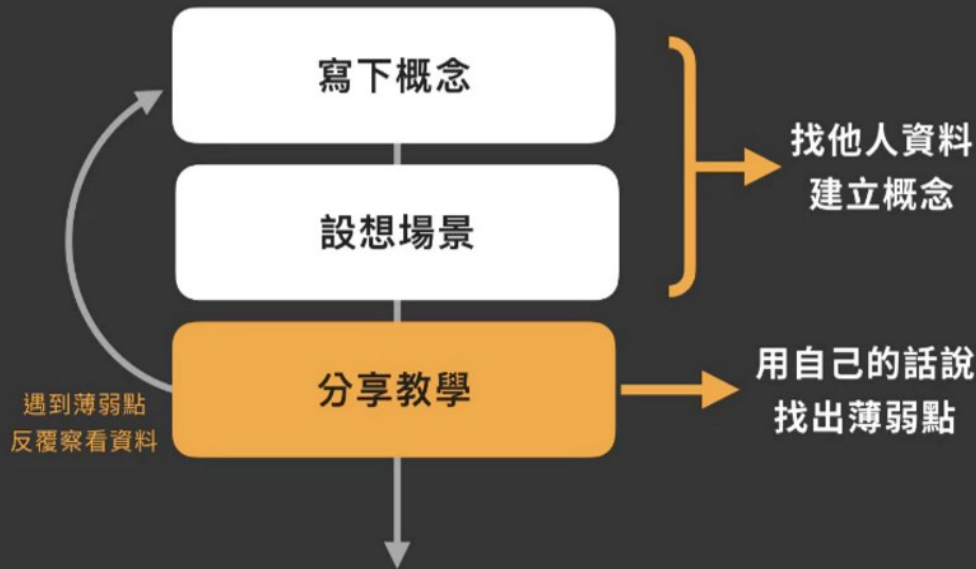 寫下概念
找他人資料
建立概念
設想場景
分享教學
用自己的話說
找出薄弱點
遇到薄弱點
反覆察看資料